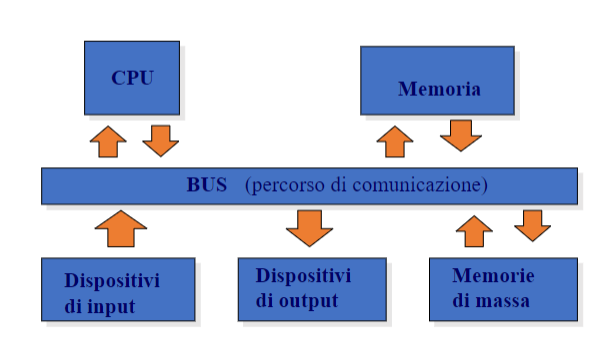 CPU
Memoria
BUS (percorso di comunicazione)
Dispositivi
di input
Dispositivi
di output
Memorie
di massa